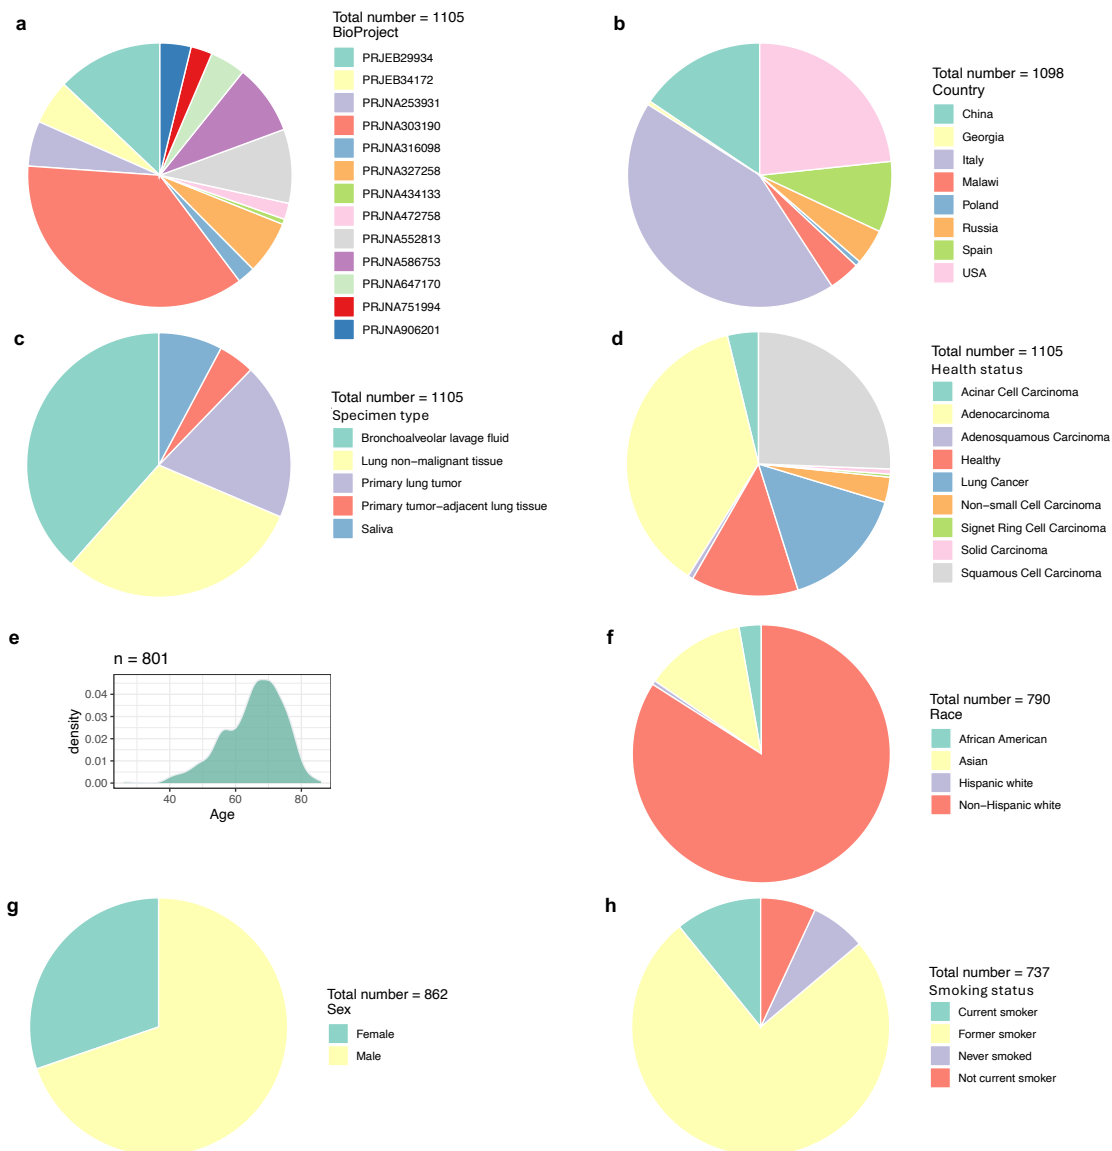 a
Total number = 1105
BioProject
PRJEB29934
PRJEB34172
PRJNA253931
PRJNA303190
PRJNA316098
PRJNA327258
PRJNA434133
PRJNA472758
PRJNA552813
PRJNA586753
PRJNA647170
PRJNA751994
PRJNA906201
b
Total number = 1098
Country
China
Georgia
Italy
Malawi
Poland
Russia
Spain
USA
c
Total number = 1105
Specimen type
Bronchoalveolar lavage fluid
Lung non−malignant tissue
Primary lung tumor
Primary tumor−adjacent lung tissue
Saliva
d
Total number = 1105
Health status
Acinar Cell Carcinoma
Adenocarcinoma
Adenosquamous Carcinoma
Healthy
Lung Cancer
Non−small Cell Carcinoma
Signet Ring Cell Carcinoma
Solid Carcinoma
Squamous Cell Carcinoma
e
n = 801
density
0.04
0.03
0.02
0.01
0.00
40 60 80
Age
f
Total number = 790
Race
African American
Asian
Hispanic white
Non−Hispanic white
g
Total number = 862
Sex
Female
Male
h
Total number = 737
Smoking status
Current smoker
Former smoker
Never smoked
Not current smoker